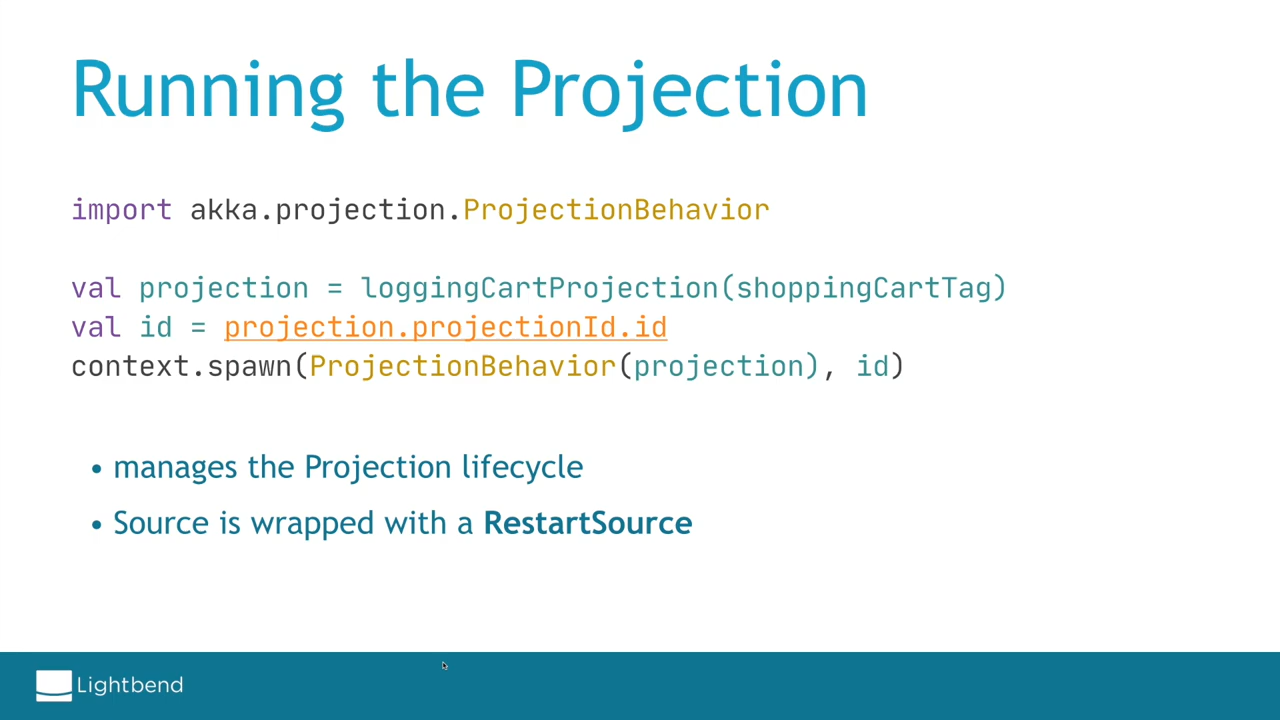 Running the Projection
import akka.projection.ProjectionBehavior
val projection = loggingCartProjection(shoppingCartTag)
val id = projection.projectionId.id
context.spawn(ProjectionBehavior(projection), id)
• manages the Projection lifecycle
• Source is wrapped with a RestartSource
Lightbend